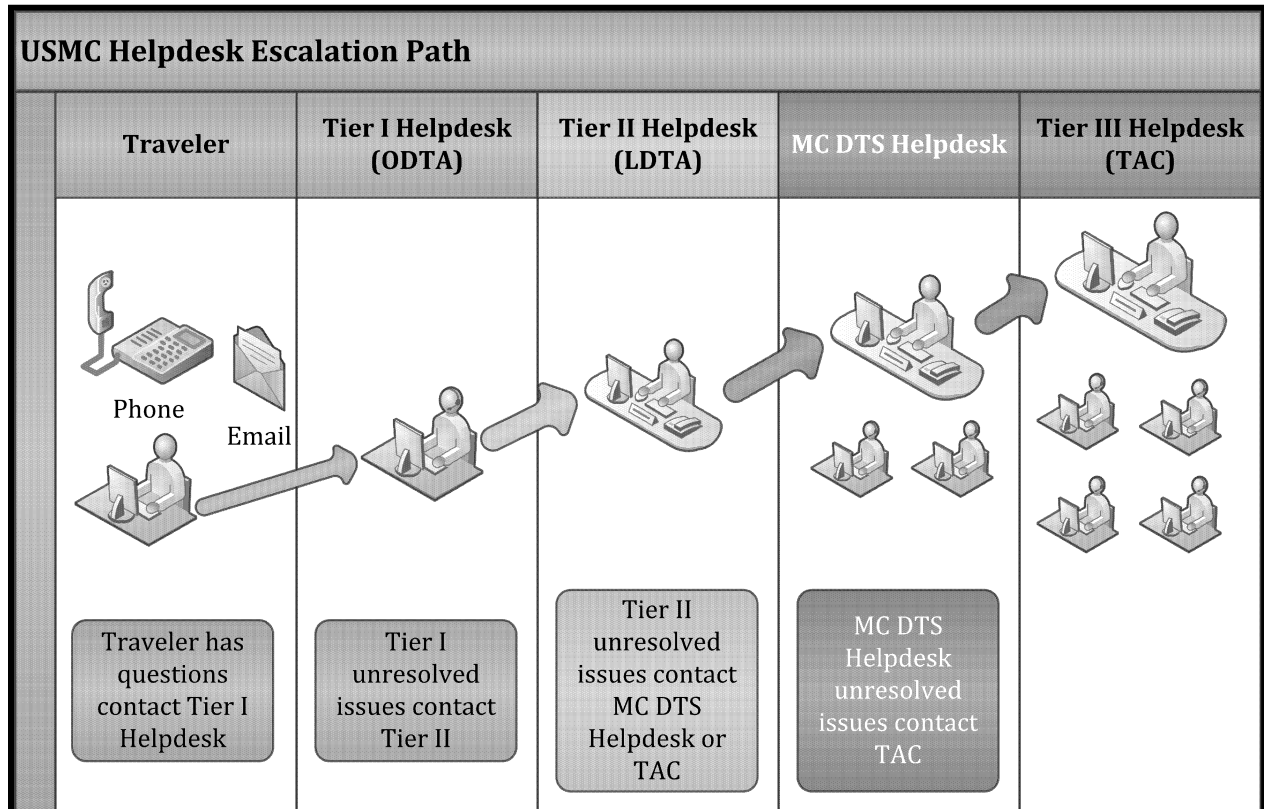 USMC Helpdesk Escalation Path
Traveler
Tier I Helpdesk
(ODTA)
Tier II Helpdesk
(LDTA)
MC DTS Helpdesk
Tier III Helpdesk
(TAC)
Phone
Email
Traveler has
questions
contact Tier I
Helpdesk
Tier I
unresolved
issues contact
Tier II
Tier II
unresolved
issues contact
MC DTS
Helpdesk or
TAC
MC DTS
Helpdesk
unresolved
issues contact
TAC